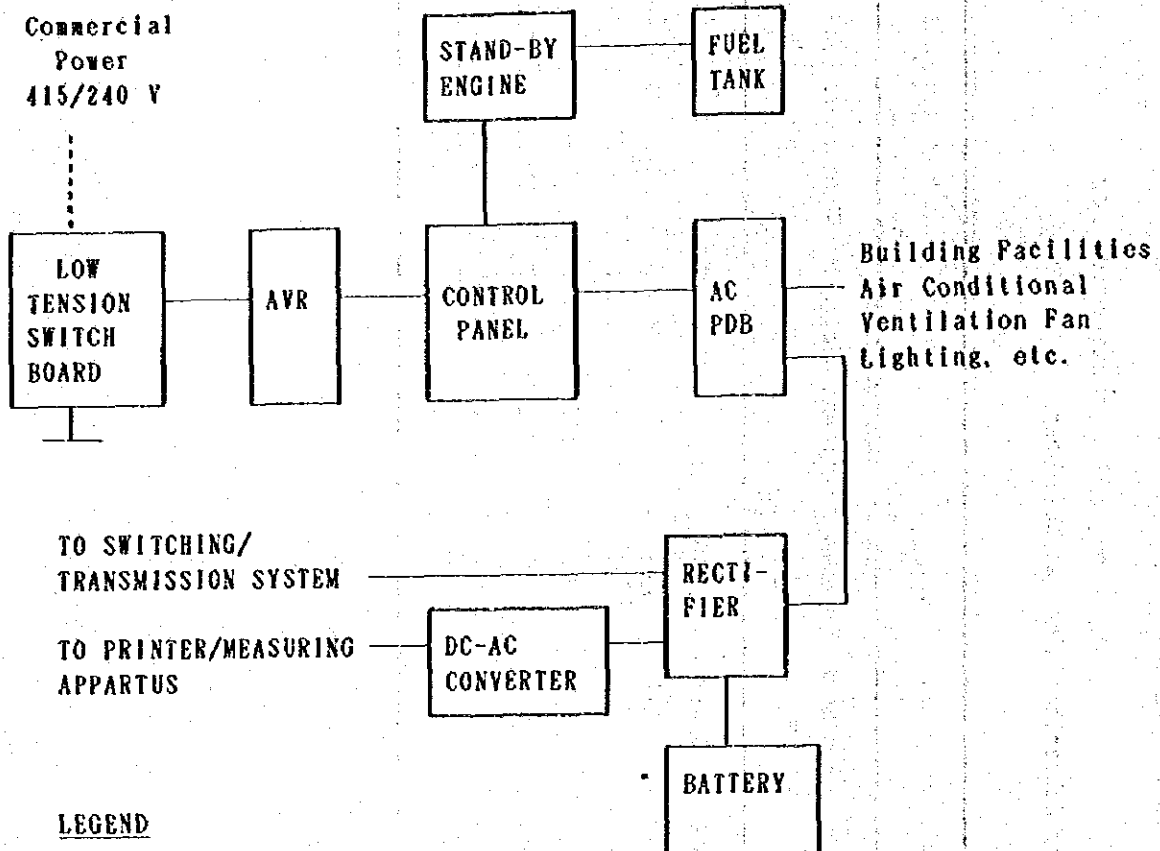 Commercial
Power
415/240 V
STAND-BY
ENGINE
FUEL
TANK
LOW
TENSION
SWITCH
BOARD
AVR
CONTROL
PANEL
AC
PDB
Building Facilities
Air Conditional
Ventilation Fan
Lighting, etc.
TO SWITCHING/
TRANSMISSION SYSTEM
RECTI-
FIER
TO PRINTER/MEASURING
APPARTUS
DC-AC
CONVERTER
BATTERY
LEGEND